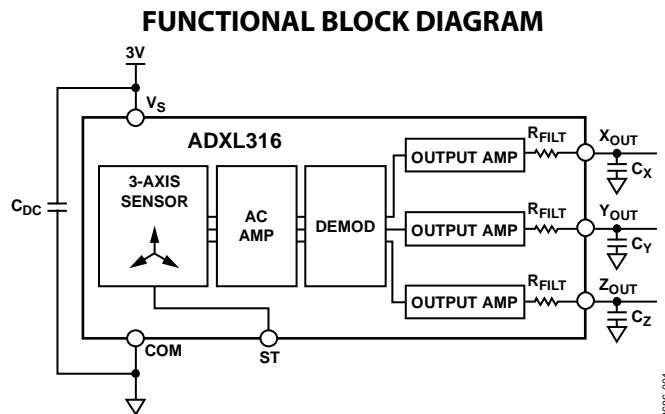 FUNCTIONAL BLOCK DIAGRAM
3V
VS
ADXL316
3-AXIS
SENSOR
AC
AMP
DEMOD
OUTPUT AMP
RFILT
XOUT
CX
OUTPUT AMP
RFILT
YOUT
CY
OUTPUT AMP
RFILT
ZOUT
CZ
CDC
COM
ST